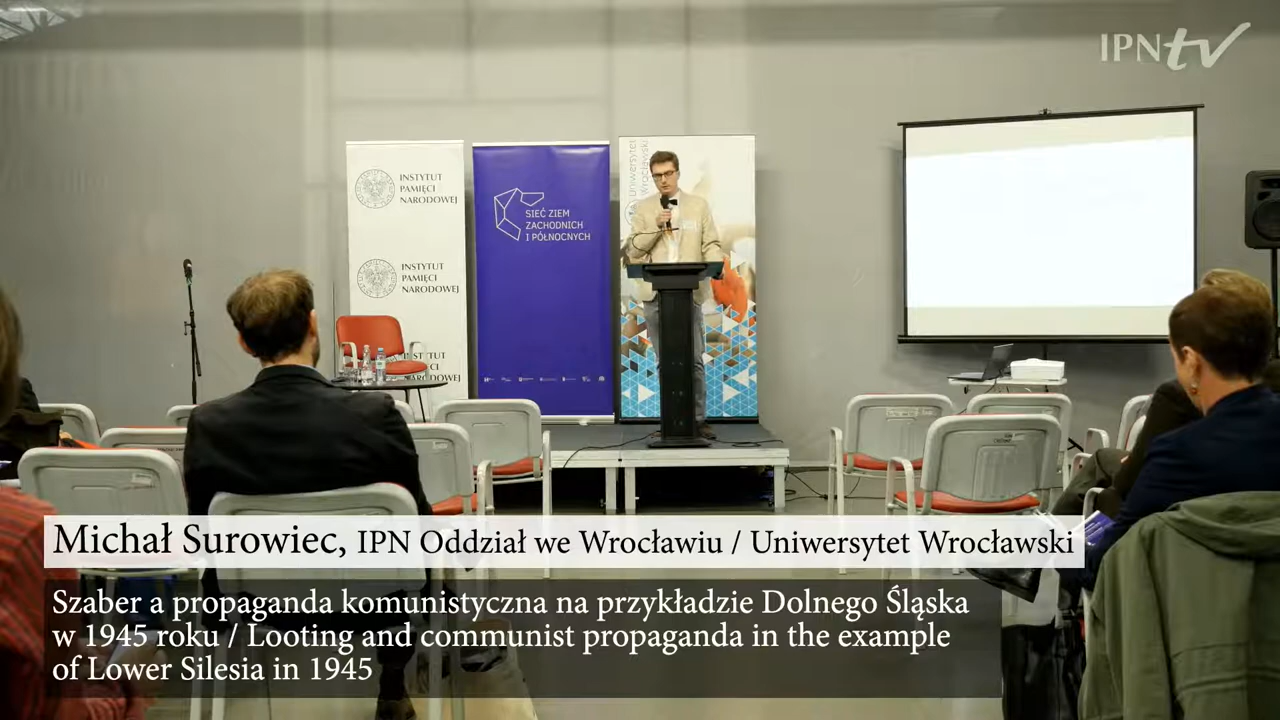 IPNtv
INSTYTUT
PAMIĘCI
NARODOWEJ
INSTYTUT
PAMIĘCI
NARODOWEJ
SIEĆ ZIEM
ZACHODNICH
I PÓŁNOCNYCH
Uniwersytet
Wrocławski
Michał Surowiec, IPN Oddział we Wrocławiu / Uniwersytet Wrocławski
Szaber a propaganda komunistyczna na przykładzie Dolnego Śląska
w 1945 roku / Looting and communist propaganda in the example
of Lower Silesia in 1945